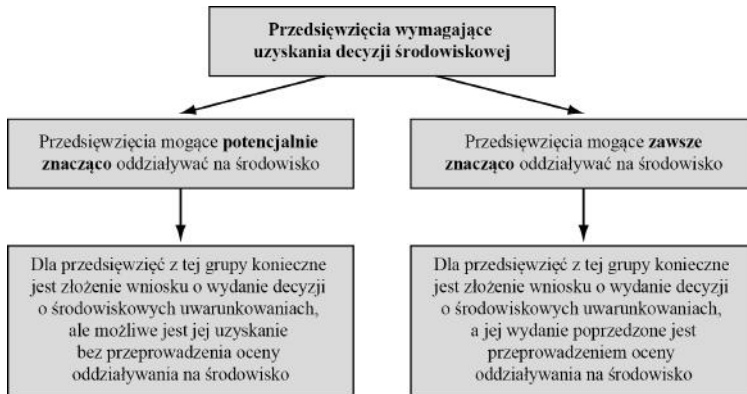 Przedsięwzięcia wymagające
uzyskania decyzji środowiskowej
Przedsięwzięcia mogące potencjalnie
znacząco oddziaływać na środowisko
Przedsięwzięcia mogące zawsze
znacząco oddziaływać na środowisko
Dla przedsięwzięć z tej grupy konieczne
jest złożenie wniosku o wydanie decyzji
o środowiskowych uwarunkowaniach,
ale możliwe jest jej uzyskanie
bez przeprowadzenia oceny
oddziaływania na środowisko
Dla przedsięwzięć z tej grupy konieczne
jest złożenie wniosku o wydanie decyzji
o środowiskowych uwarunkowaniach,
a jej wydanie poprzedzone jest
przeprowadzeniem oceny
oddziaływania na środowisko